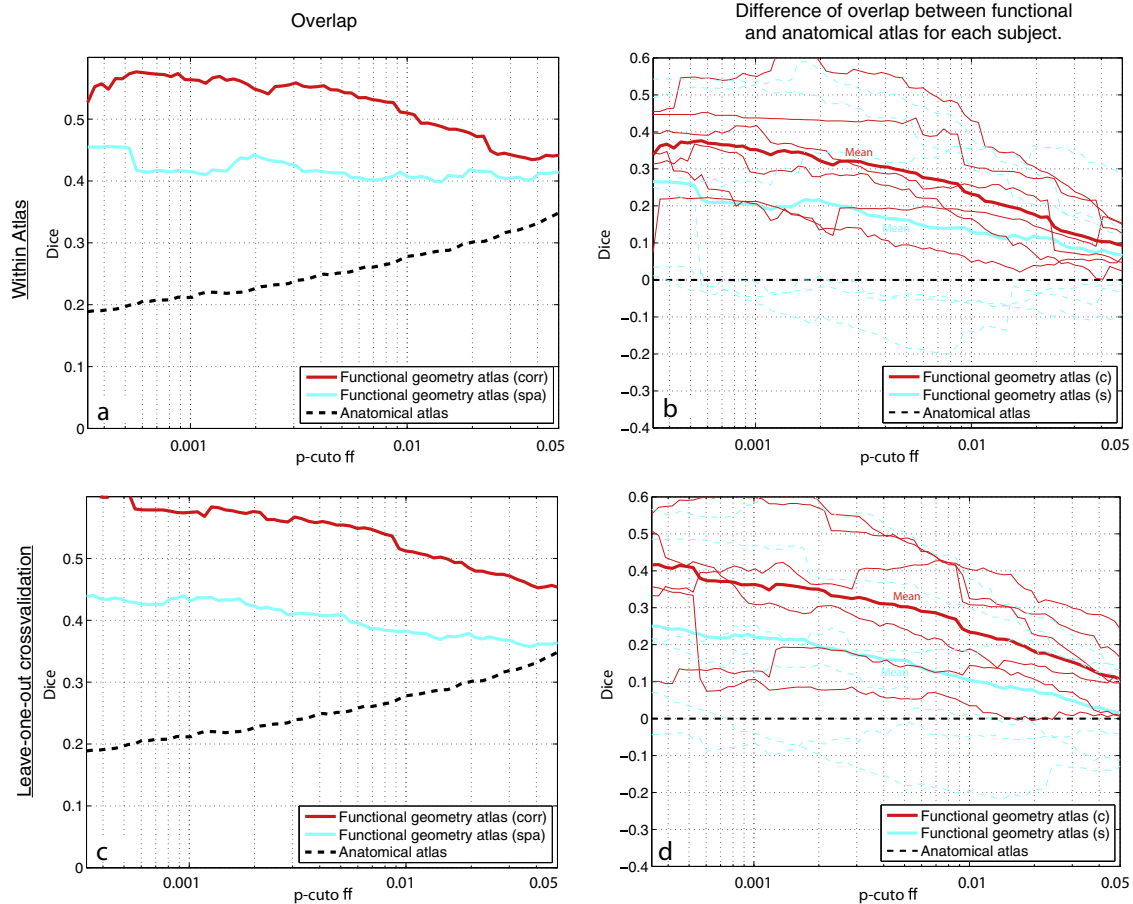 Overlap
Difference of overlap between functional
and anatomical atlas for each subject.
Within Atlas
Dice
0.5
0.4
0.3
0.2
0.1
0
a
Functional geometry atlas (corr)
Functional geometry atlas (spa)
Anatomical atlas
0.001
0.01
0.05
p-cuto ff
Dice
0.6
0.5
0.4
0.3
0.2
0.1
0
−0.1
−0.2
−0.3
−0.4
Mean
Mean
b
Functional geometry atlas (c)
Functional geometry atlas (s)
Anatomical atlas
0.001
0.01
0.05
p-cuto ff
Leave-one-out crossvalidation
Dice
0.5
0.4
0.3
0.2
0.1
0
c
Functional geometry atlas (corr)
Functional geometry atlas (spa)
Anatomical atlas
0.001
0.01
0.05
p-cuto ff
Dice
0.6
0.5
0.4
0.3
0.2
0.1
0
−0.1
−0.2
−0.3
−0.4
Mean
Mean
d
Functional geometry atlas (c)
Functional geometry atlas (s)
Anatomical atlas
0.001
0.01
0.05
p-cuto ff